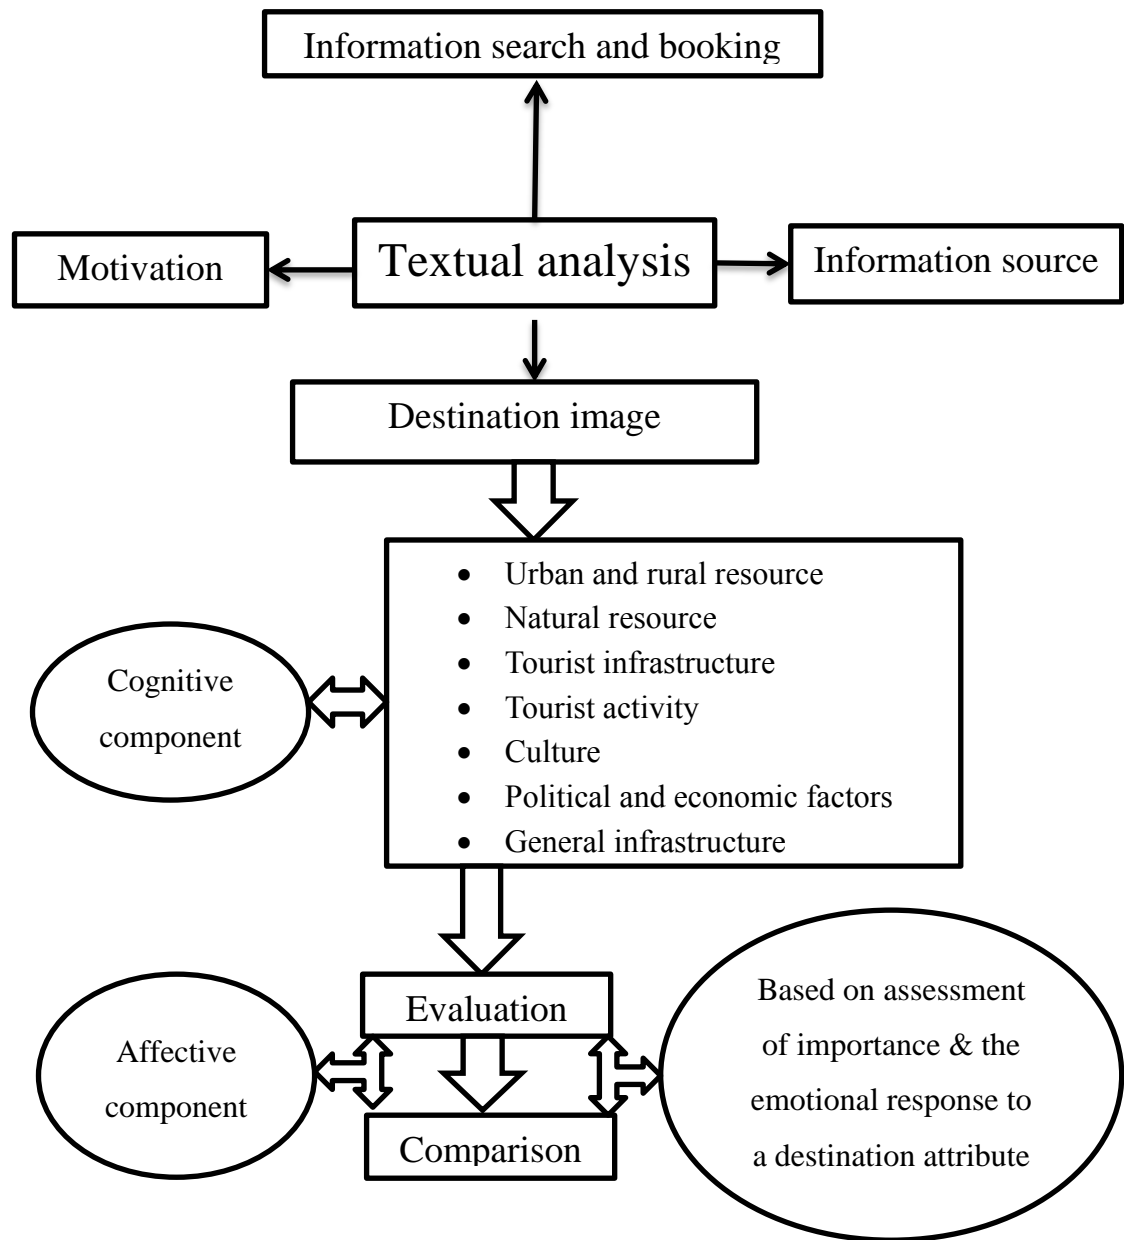 Information search and booking
Motivation
Textual analysis
Information source
Destination image
• Urban and rural resource
• Natural resource
• Tourist infrastructure
• Tourist activity
• Culture
• Political and economic factors
• General infrastructure
Cognitive
component
Evaluation
Comparison
Affective
component
Based on assessment
of importance & the
emotional response to
a destination attribute